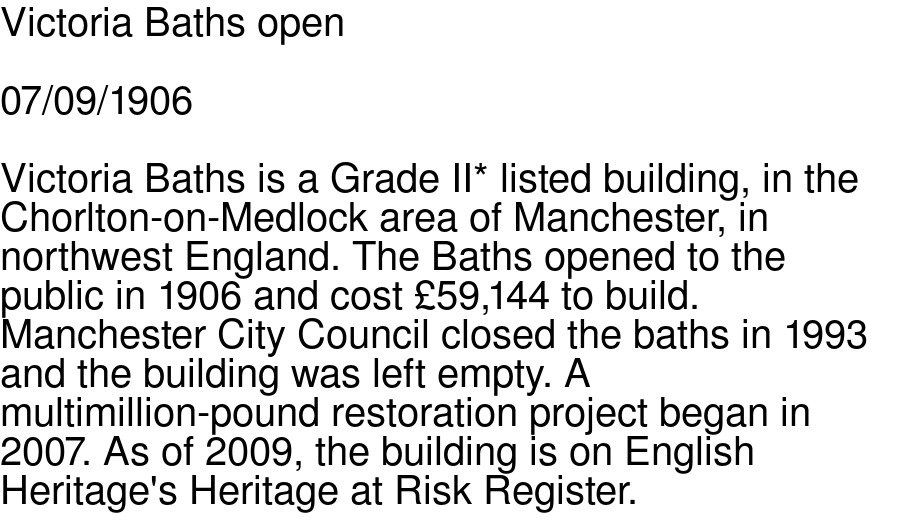 Victoria Baths open
07/09/1906
Victoria Baths is a Grade II* listed building, in the
Chorlton-on-Medlock area of Manchester, in
northwest England. The Baths opened to the
public in 1906 and cost £59,144 to build.
Manchester City Council closed the baths in 1993
and the building was left empty. A
multimillion-pound restoration project began in
2007. As of 2009, the building is on English
Heritage's Heritage at Risk Register.